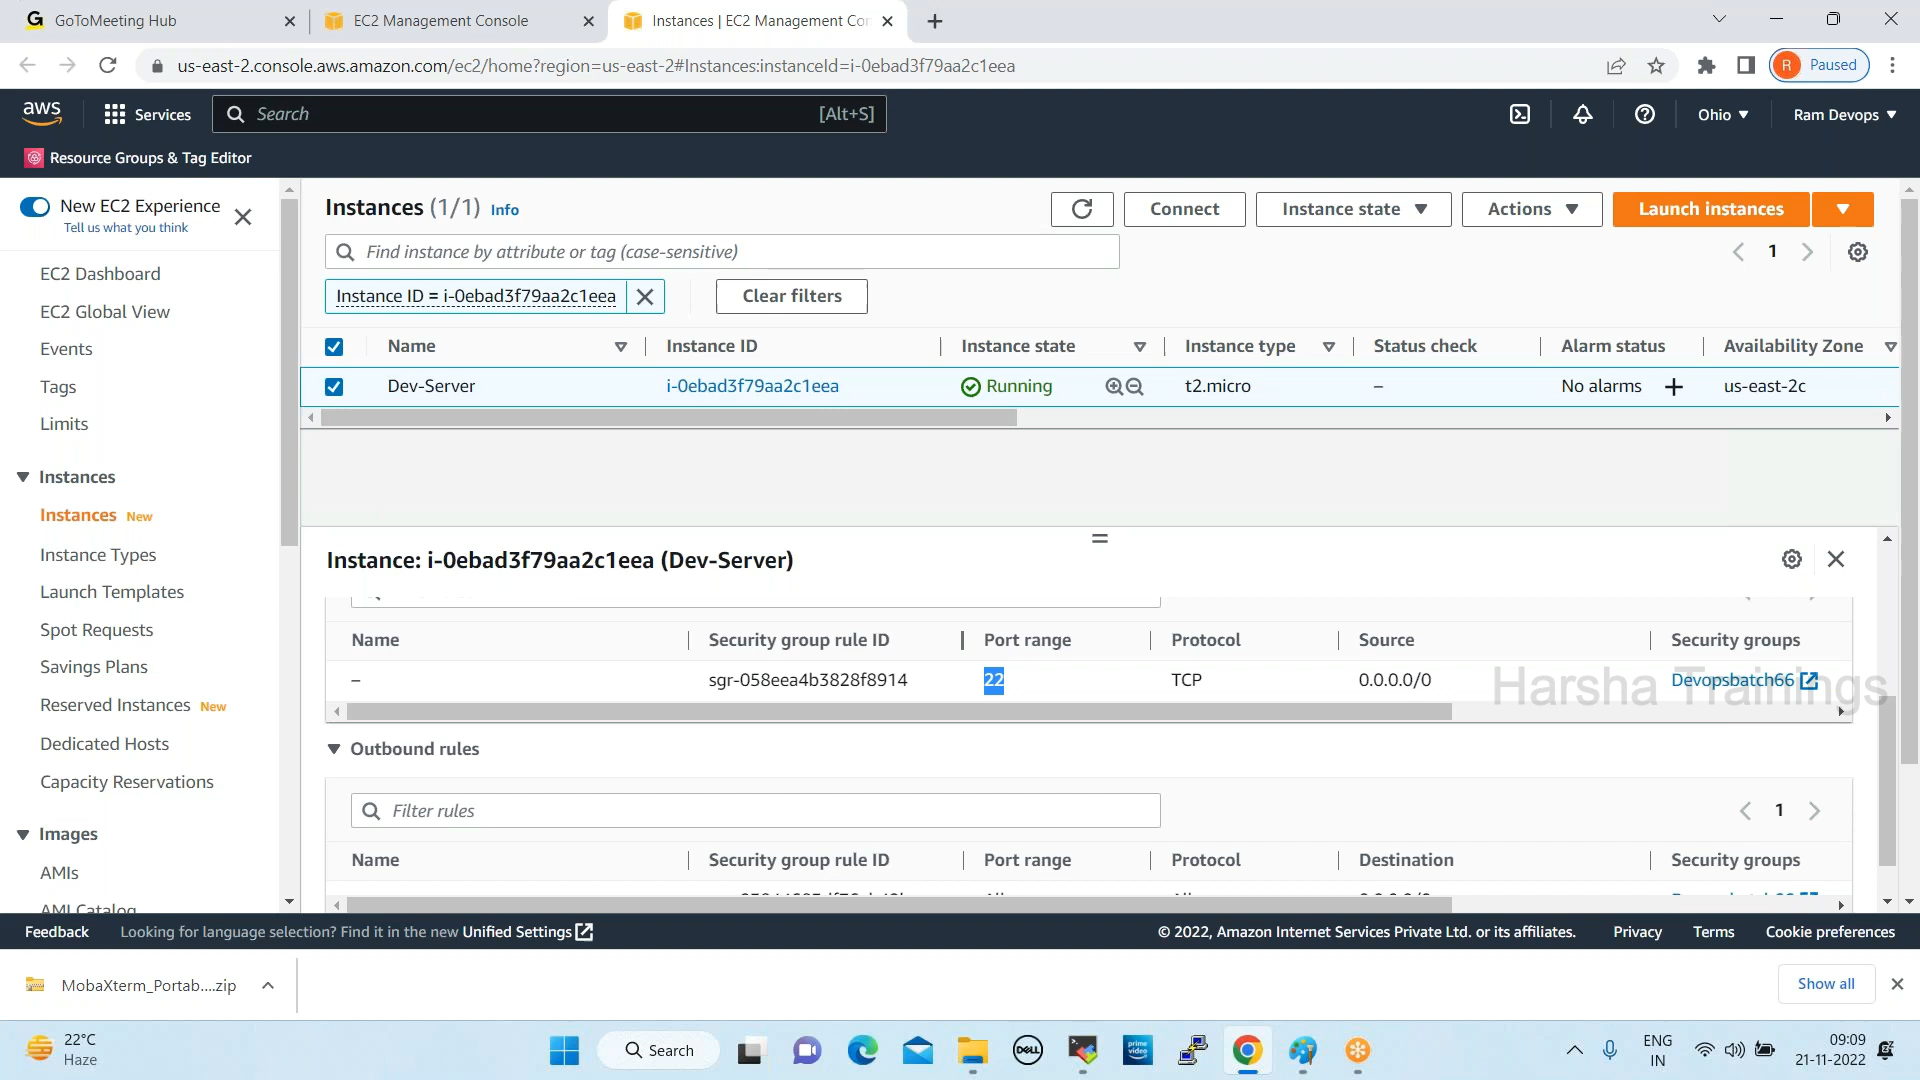 GoToMeeting Hub
EC2 Management Console
Instances | EC2 Management Con
us-east-2.console.aws.amazon.com/ec2/home?region=us-east-2#Instances:instanceId=i-0ebad3f79aa2c1eea
R Paused
aws
Services
Search
[Alt+S]
Ohio
Ram Devops
Resource Groups & Tag Editor
New EC2 Experience
Tell us what you think
EC2 Dashboard
EC2 Global View
Events
Tags
Limits
Instances
Instances New
Instance Types
Launch Templates
Spot Requests
Savings Plans
Reserved Instances New
Dedicated Hosts
Capacity Reservations
Images
AMIs
AMI Catalog
Instances (1/1) Info
Connect
Instance state
Actions
Launch instances
Find instance by attribute or tag (case-sensitive)
1
Instance ID = i-0ebad3f79aa2c1eea
Clear filters
Name Instance ID Instance state Instance type Status check Alarm status Availability Zone
Dev-Server i-0ebad3f79aa2c1eea Running t2.micro – No alarms + us-east-2c
Instance: i-0ebad3f79aa2c1eea (Dev-Server)
Name Security group rule ID Port range Protocol Source Security groups
– sgr-058eea4b3828f8914 22 TCP 0.0.0.0/0 Devopsbatch66
Harsha Trainings
Outbound rules
Filter rules
1
Name Security group rule ID Port range Protocol Destination Security groups
Feedback
Looking for language selection? Find it in the new Unified Settings
© 2022, Amazon Internet Services Private Ltd. or its affiliates.
Privacy
Terms
Cookie preferences
MobaXterm_Portab....zip
Show all
22°C
Haze
Search
DELL
prime video
ENG
IN
09:09
21-11-2022